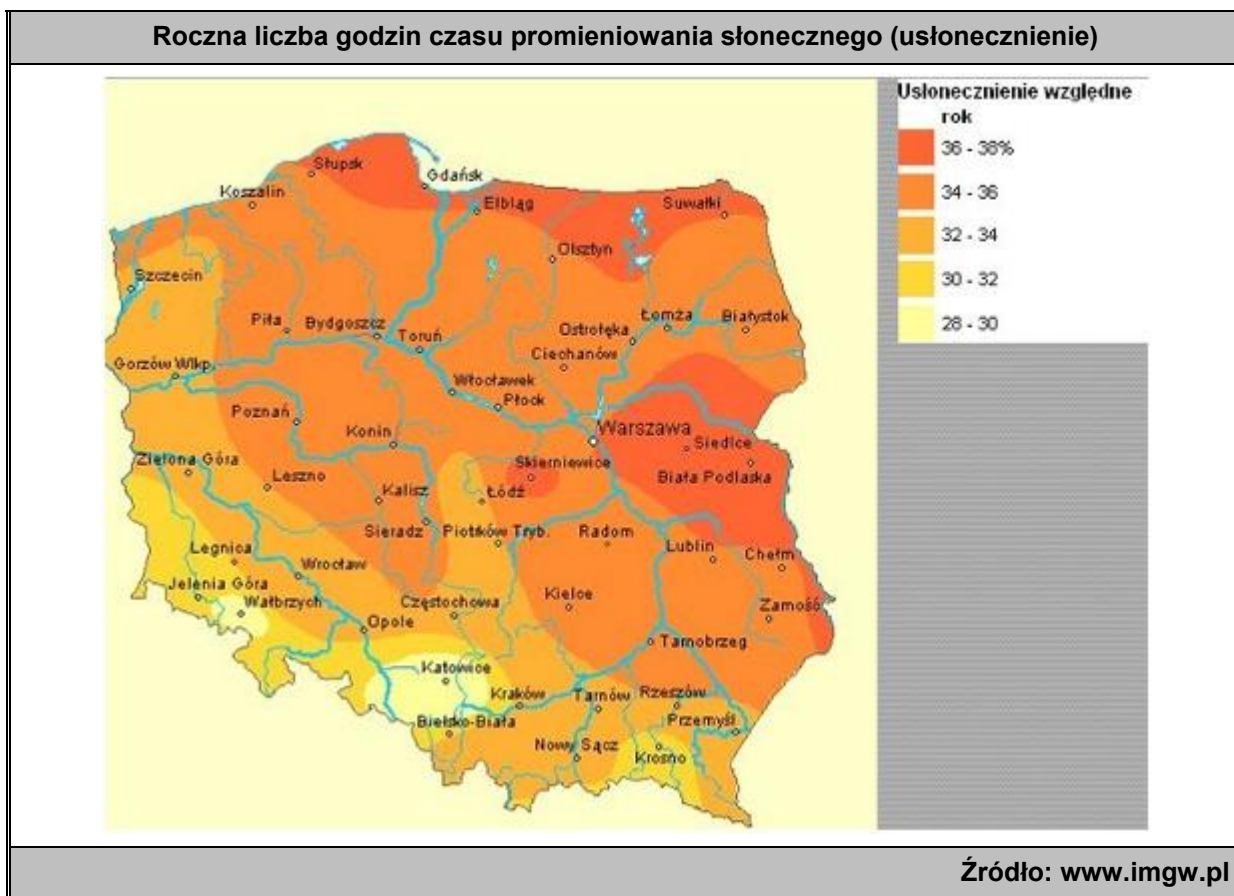 Roczna liczba godzin czasu promieniowania słonecznego (usłonecznienie)
Usłonecznienie względne
rok
36 - 38%
34 - 36
32 - 34
30 - 32
28 - 30
Słupsk
Gdańsk
Koszalin
Elbląg
Suwałki
Olsztyn
Szczecin
Piła
Bydgoszcz
Toruń
Ostrołęka
Łomża
Białystok
Ciechanów
Gorzów Wlkp.
Włocławek
Płock
Poznań
Konin
Warszawa
Siedlce
Zielona Góra
Skierniewice
Biała Podlaska
Leszno
Kalisz
Łódź
Sieradz
Piotrków Tryb.
Radom
Lublin
Chełm
Legnica
Wrocław
Jelenia Góra
Wałbrzych
Częstochowa
Kielce
Zamość
Opole
Tarnobrzeg
Katowice
Kraków
Tarnów
Rzeszów
Bielsko-Biała
Przemyśl
Nowy Sącz
Krosno
Źródło: www.imgw.pl